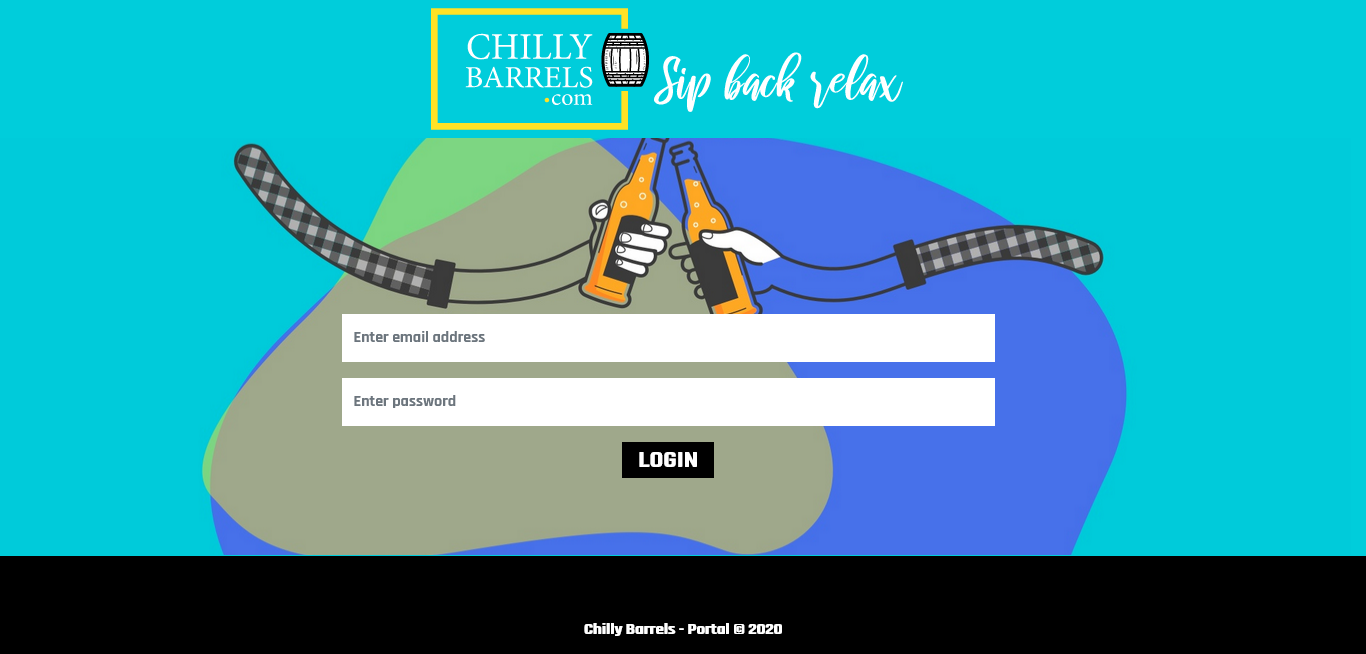 CHILLY
BARRELS
.com
Sip back relax
Enter email address
Enter password
LOGIN
Chilly Barrels - Portal © 2020